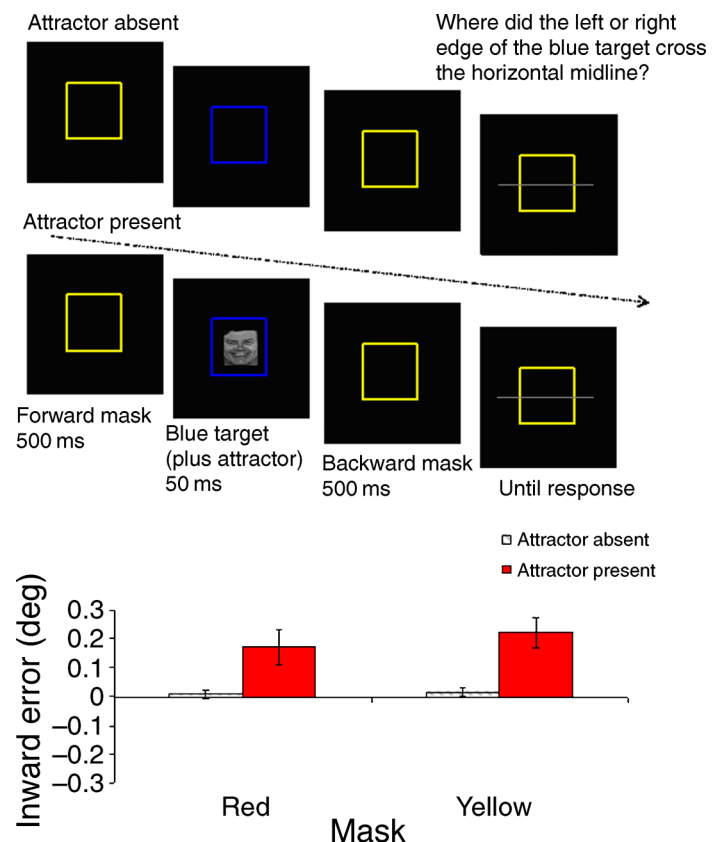 Attractor absent
Where did the left or right
edge of the blue target cross
the horizontal midline?
Attractor present
Forward mask
500 ms
Blue target
(plus attractor)
50 ms
Backward mask
500 ms
Until response
Attractor absent
Attractor present
Inward error (deg)
0.3
0.2
0.1
0
–0.1
–0.2
–0.3
Red
Yellow
Mask